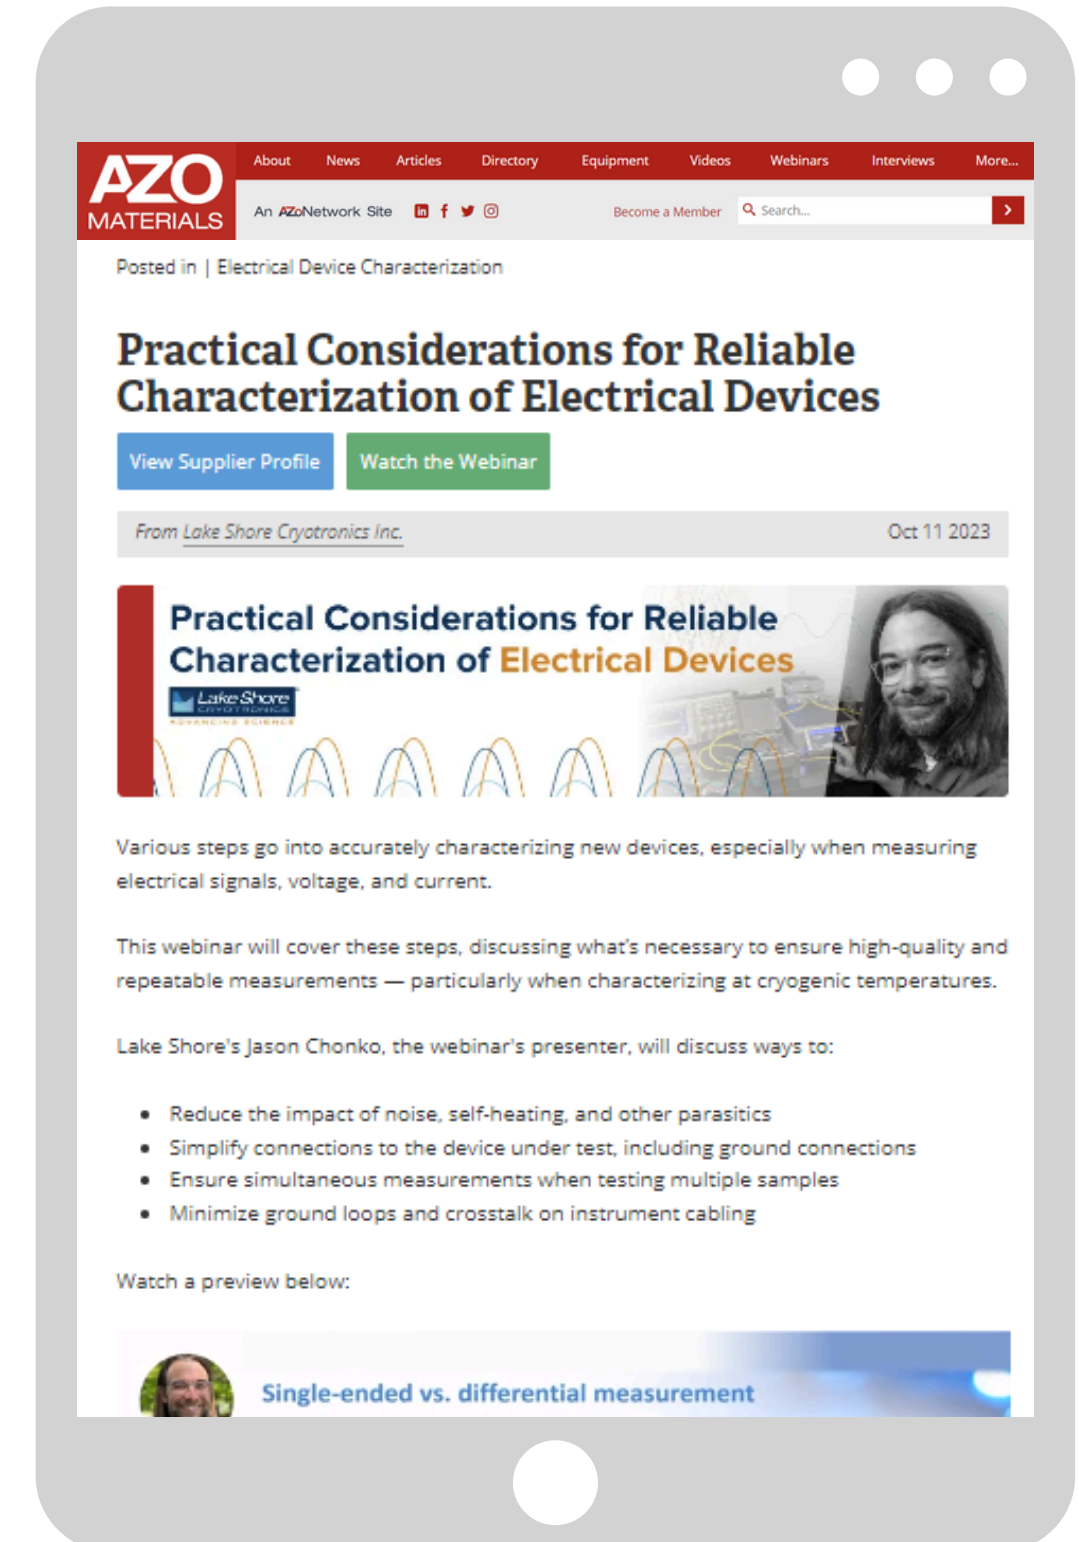 AZO
MATERIALS
About News Articles Directory Equipment Videos Webinars Interviews More...
An AZoNetwork Site
Become a Member
Search...
Posted in | Electrical Device Characterization
Practical Considerations for Reliable
Characterization of Electrical Devices
View Supplier Profile
Watch the Webinar
From Lake Shore Cryotronics Inc.
Oct 11 2023
Practical Considerations for Reliable
Characterization of Electrical Devices
Lake Shore
CRYOTRONICS
ADVANCING SCIENCE
Various steps go into accurately characterizing new devices, especially when measuring
electrical signals, voltage, and current.
This webinar will cover these steps, discussing what's necessary to ensure high-quality and
repeatable measurements — particularly when characterizing at cryogenic temperatures.
Lake Shore's Jason Chonko, the webinar's presenter, will discuss ways to:
• Reduce the impact of noise, self-heating, and other parasitics
• Simplify connections to the device under test, including ground connections
• Ensure simultaneous measurements when testing multiple samples
• Minimize ground loops and crosstalk on instrument cabling
Watch a preview below:
Single-ended vs. differential measurement